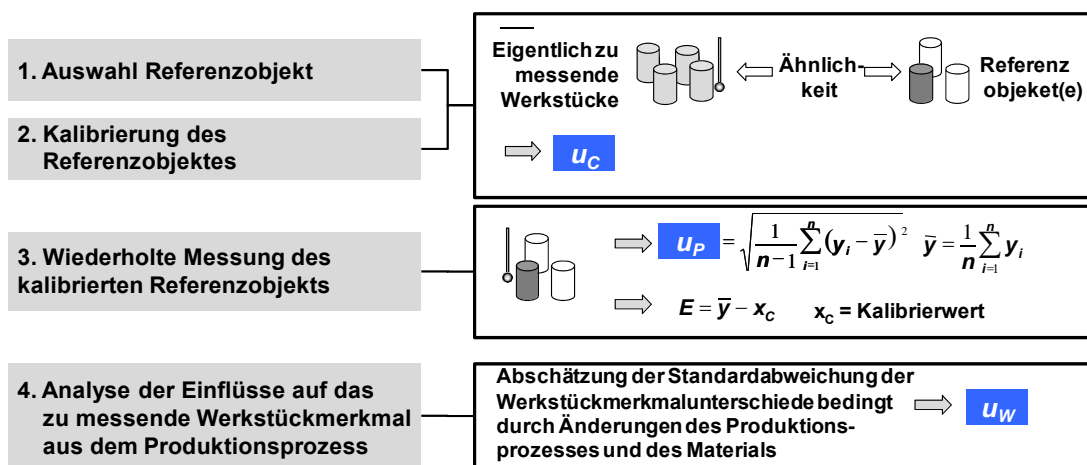 1. Auswahl Referenzobjekt
2. Kalibrierung des
Referenzobjektes
Eigentlich zu
messende
Werkstücke
Ähnlich-
keit
Referenz
objeket(e)
u_C
3. Wiederholte Messung des
kalibrierten Referenzobjekts
u_P = √(1/(n−1) ∑_{i=1}^{n} (y_i − ȳ)²) ȳ = 1/n ∑_{i=1}^{n} y_i
E = ȳ − x_C x_C = Kalibrierwert
4. Analyse der Einflüsse auf das
zu messende Werkstückmerkmal
aus dem Produktionsprozess
Abschätzung der Standardabweichung der
Werkstückmerkmalunterschiede bedingt
durch Änderungen des Produktions-
prozesses und des Materials
u_W